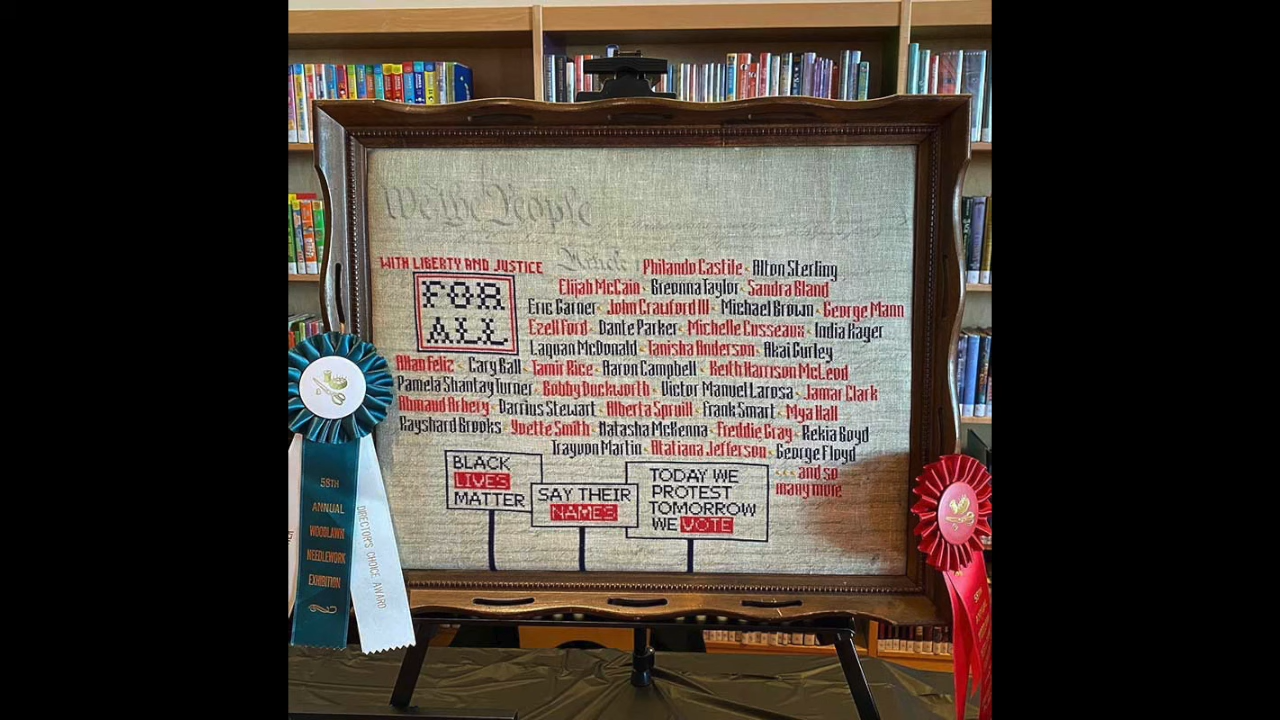 We the People
Article 1
WITH LIBERTY AND JUSTICE
FOR
ALL
Philando Castile · Alton Sterling
Elijah McCain · Breonna Taylor · Sandra Bland
Eric Garner · John Crawford III · Michael Brown · George Mann
Ezell Ford · Dante Parker · Michelle Cusseaux · India Kager
Laquan McDonald · Tanisha Anderson · Akai Gurley
Allan Feliz · Cary Ball · Tamir Rice · Aaron Campbell · Keith Harrison McLeod
Pamela Shantay Turner · Bobby Duckworth · Victor Manuel Larosa · Jamar Clark
Ahmaud Arbery · Darrius Stewart · Alberta Spruill · Frank Smart · Mya Hall
Rayshard Brooks · Yvette Smith · Natasha McKenna · Freddie Gray · Rekia Boyd
Trayvon Martin · Atatiana Jefferson · George Floyd
··· and so
many more
BLACK
LIVES
MATTER
SAY THEIR
NAMES
TODAY WE
PROTEST
TOMORROW
WE VOTE
58TH
ANNUAL
WOODLAWN
NEEDLEWORK
EXHIBITION
DIRECTOR'S CHOICE AWARD